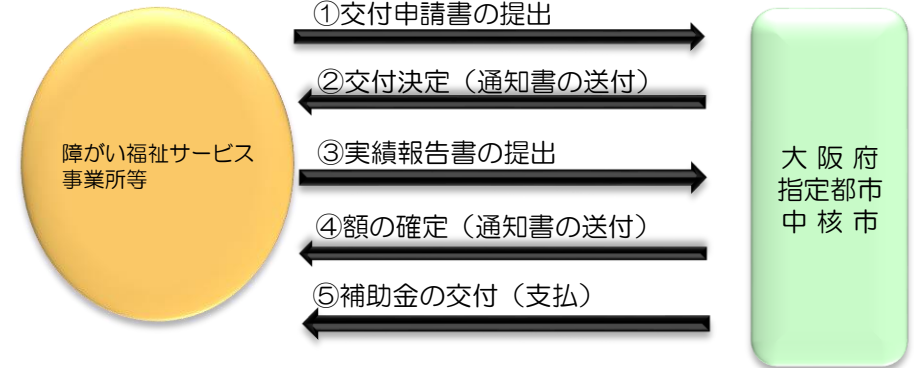 ①交付申請書の提出
②交付決定（通知書の送付）
障がい福祉サービス
事業所等
③実績報告書の提出
④額の確定（通知書の送付）
⑤補助金の交付（支払）
大 阪 府
指定都市
中 核 市